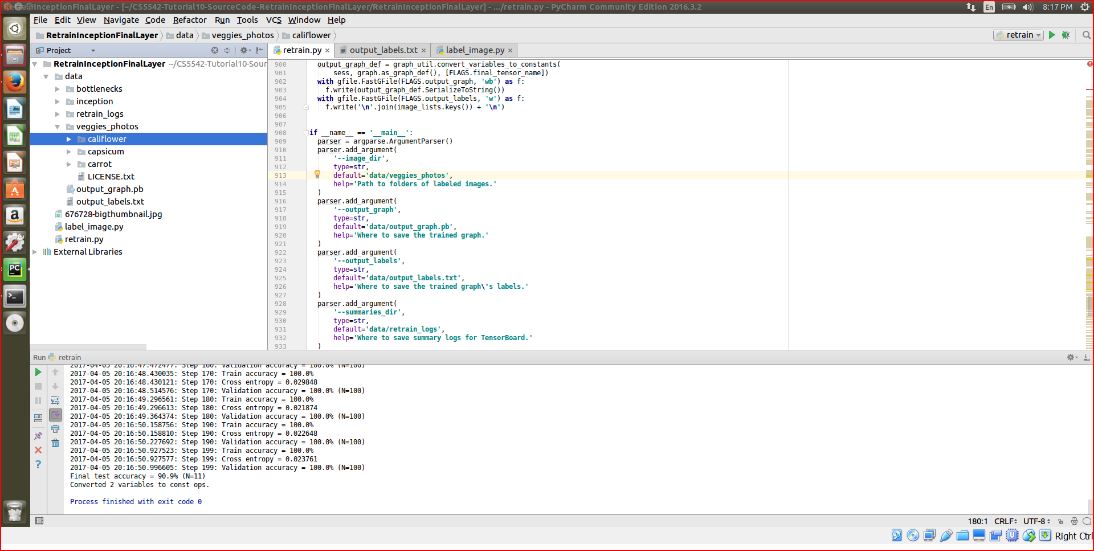 RetrainInceptionFinalLayer - [~/CS5542-Tutorial10-SourceCode-RetrainInceptionFinalLayer/RetrainInceptionFinalLayer] - .../retrain.py - PyCharm Community Edition 2016.3.2
En
8:17 PM
File Edit View Navigate Code Refactor Run Tools VCS Window Help
RetrainInceptionFinalLayer data veggies_photos califlower
retrain
Project
retrain.py output_labels.txt label_image.py
RetrainInceptionFinalLayer ~/CS5542-Tutorial10-Sour
data
bottlenecks
inception
retrain_logs
veggies_photos
califlower
capsicum
carrot
LICENSE.txt
output_graph.pb
output_labels.txt
676728-bigthumbnail.jpg
label_image.py
retrain.py
External Libraries
900 output_graph_def = graph_util.convert_variables_to_constants(
901 sess, graph.as_graph_def(), [FLAGS.final_tensor_name])
902 with gfile.FastGFile(FLAGS.output_graph, 'wb') as f:
903 f.write(output_graph_def.SerializeToString())
904 with gfile.FastGFile(FLAGS.output_labels, 'w') as f:
905 f.write('\n'.join(image_lists.keys()) + '\n')
906
907
908 if __name__ == '__main__':
909 parser = argparse.ArgumentParser()
910 parser.add_argument(
911 '--image_dir',
912 type=str,
913 default='data/veggies_photos',
914 help='Path to folders of labeled images.'
915 )
916 parser.add_argument(
917 '--output_graph',
918 type=str,
919 default='data/output_graph.pb',
920 help='Where to save the trained graph.'
921 )
922 parser.add_argument(
923 '--output_labels',
924 type=str,
925 default='data/output_labels.txt',
926 help='Where to save the trained graph\'s labels.'
927 )
928 parser.add_argument(
929 '--summaries_dir',
930 type=str,
931 default='data/retrain_logs',
932 help='Where to save summary logs for TensorBoard.'
933 )
Run retrain
2017-04-05 20:16:47.472477: Step 160: Validation accuracy = 100.0% (N=100)
2017-04-05 20:16:48.430035: Step 170: Train accuracy = 100.0%
2017-04-05 20:16:48.430121: Step 170: Cross entropy = 0.029848
2017-04-05 20:16:48.514576: Step 170: Validation accuracy = 100.0% (N=100)
2017-04-05 20:16:49.296561: Step 180: Train accuracy = 100.0%
2017-04-05 20:16:49.296613: Step 180: Cross entropy = 0.021874
2017-04-05 20:16:49.364374: Step 180: Validation accuracy = 100.0% (N=100)
2017-04-05 20:16:50.158756: Step 190: Train accuracy = 100.0%
2017-04-05 20:16:50.158810: Step 190: Cross entropy = 0.022648
2017-04-05 20:16:50.227692: Step 190: Validation accuracy = 100.0% (N=100)
2017-04-05 20:16:50.927523: Step 199: Train accuracy = 100.0%
2017-04-05 20:16:50.927577: Step 199: Cross entropy = 0.023761
2017-04-05 20:16:50.996605: Step 199: Validation accuracy = 100.0% (N=100)
Final test accuracy = 90.9% (N=11)
Converted 2 variables to const ops.
Process finished with exit code 0
180:1 CRLF÷ UTF-8÷
Right Ctrl